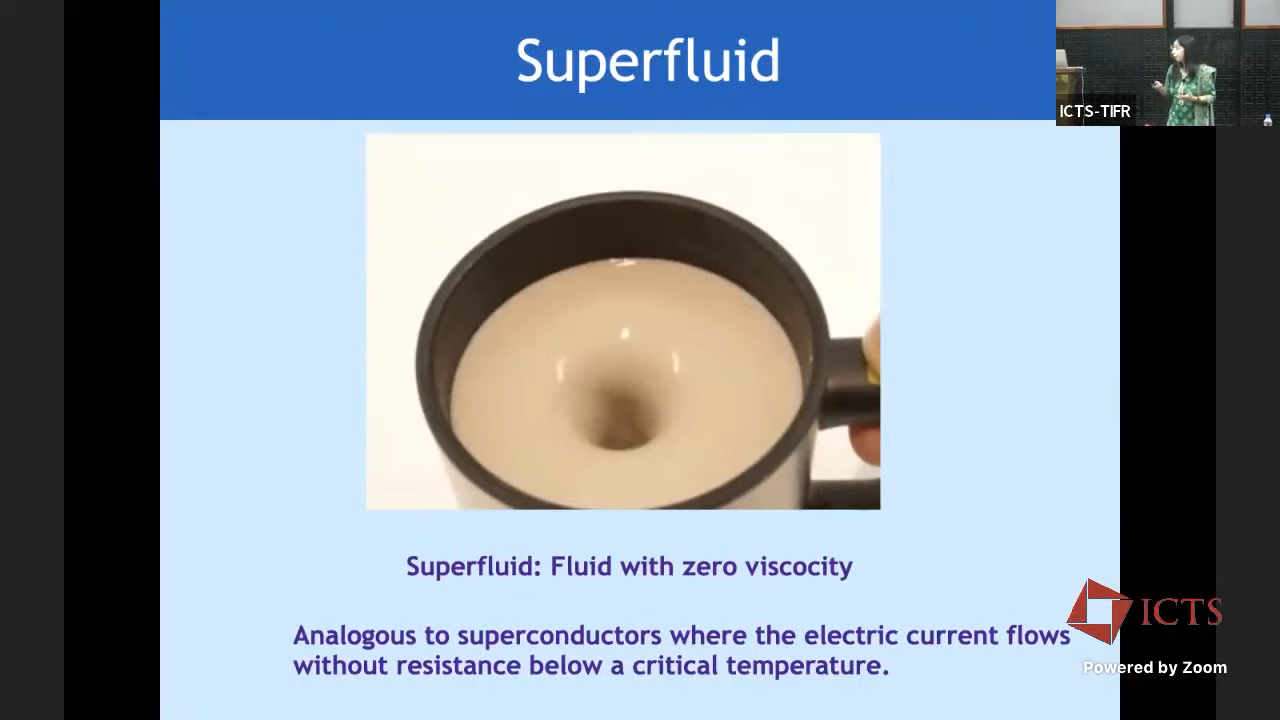 Superfluid
ICTS-TIFR
Superfluid: Fluid with zero viscocity
Analogous to superconductors where the electric current flows
without resistance below a critical temperature.
ICTS
Powered by Zoom